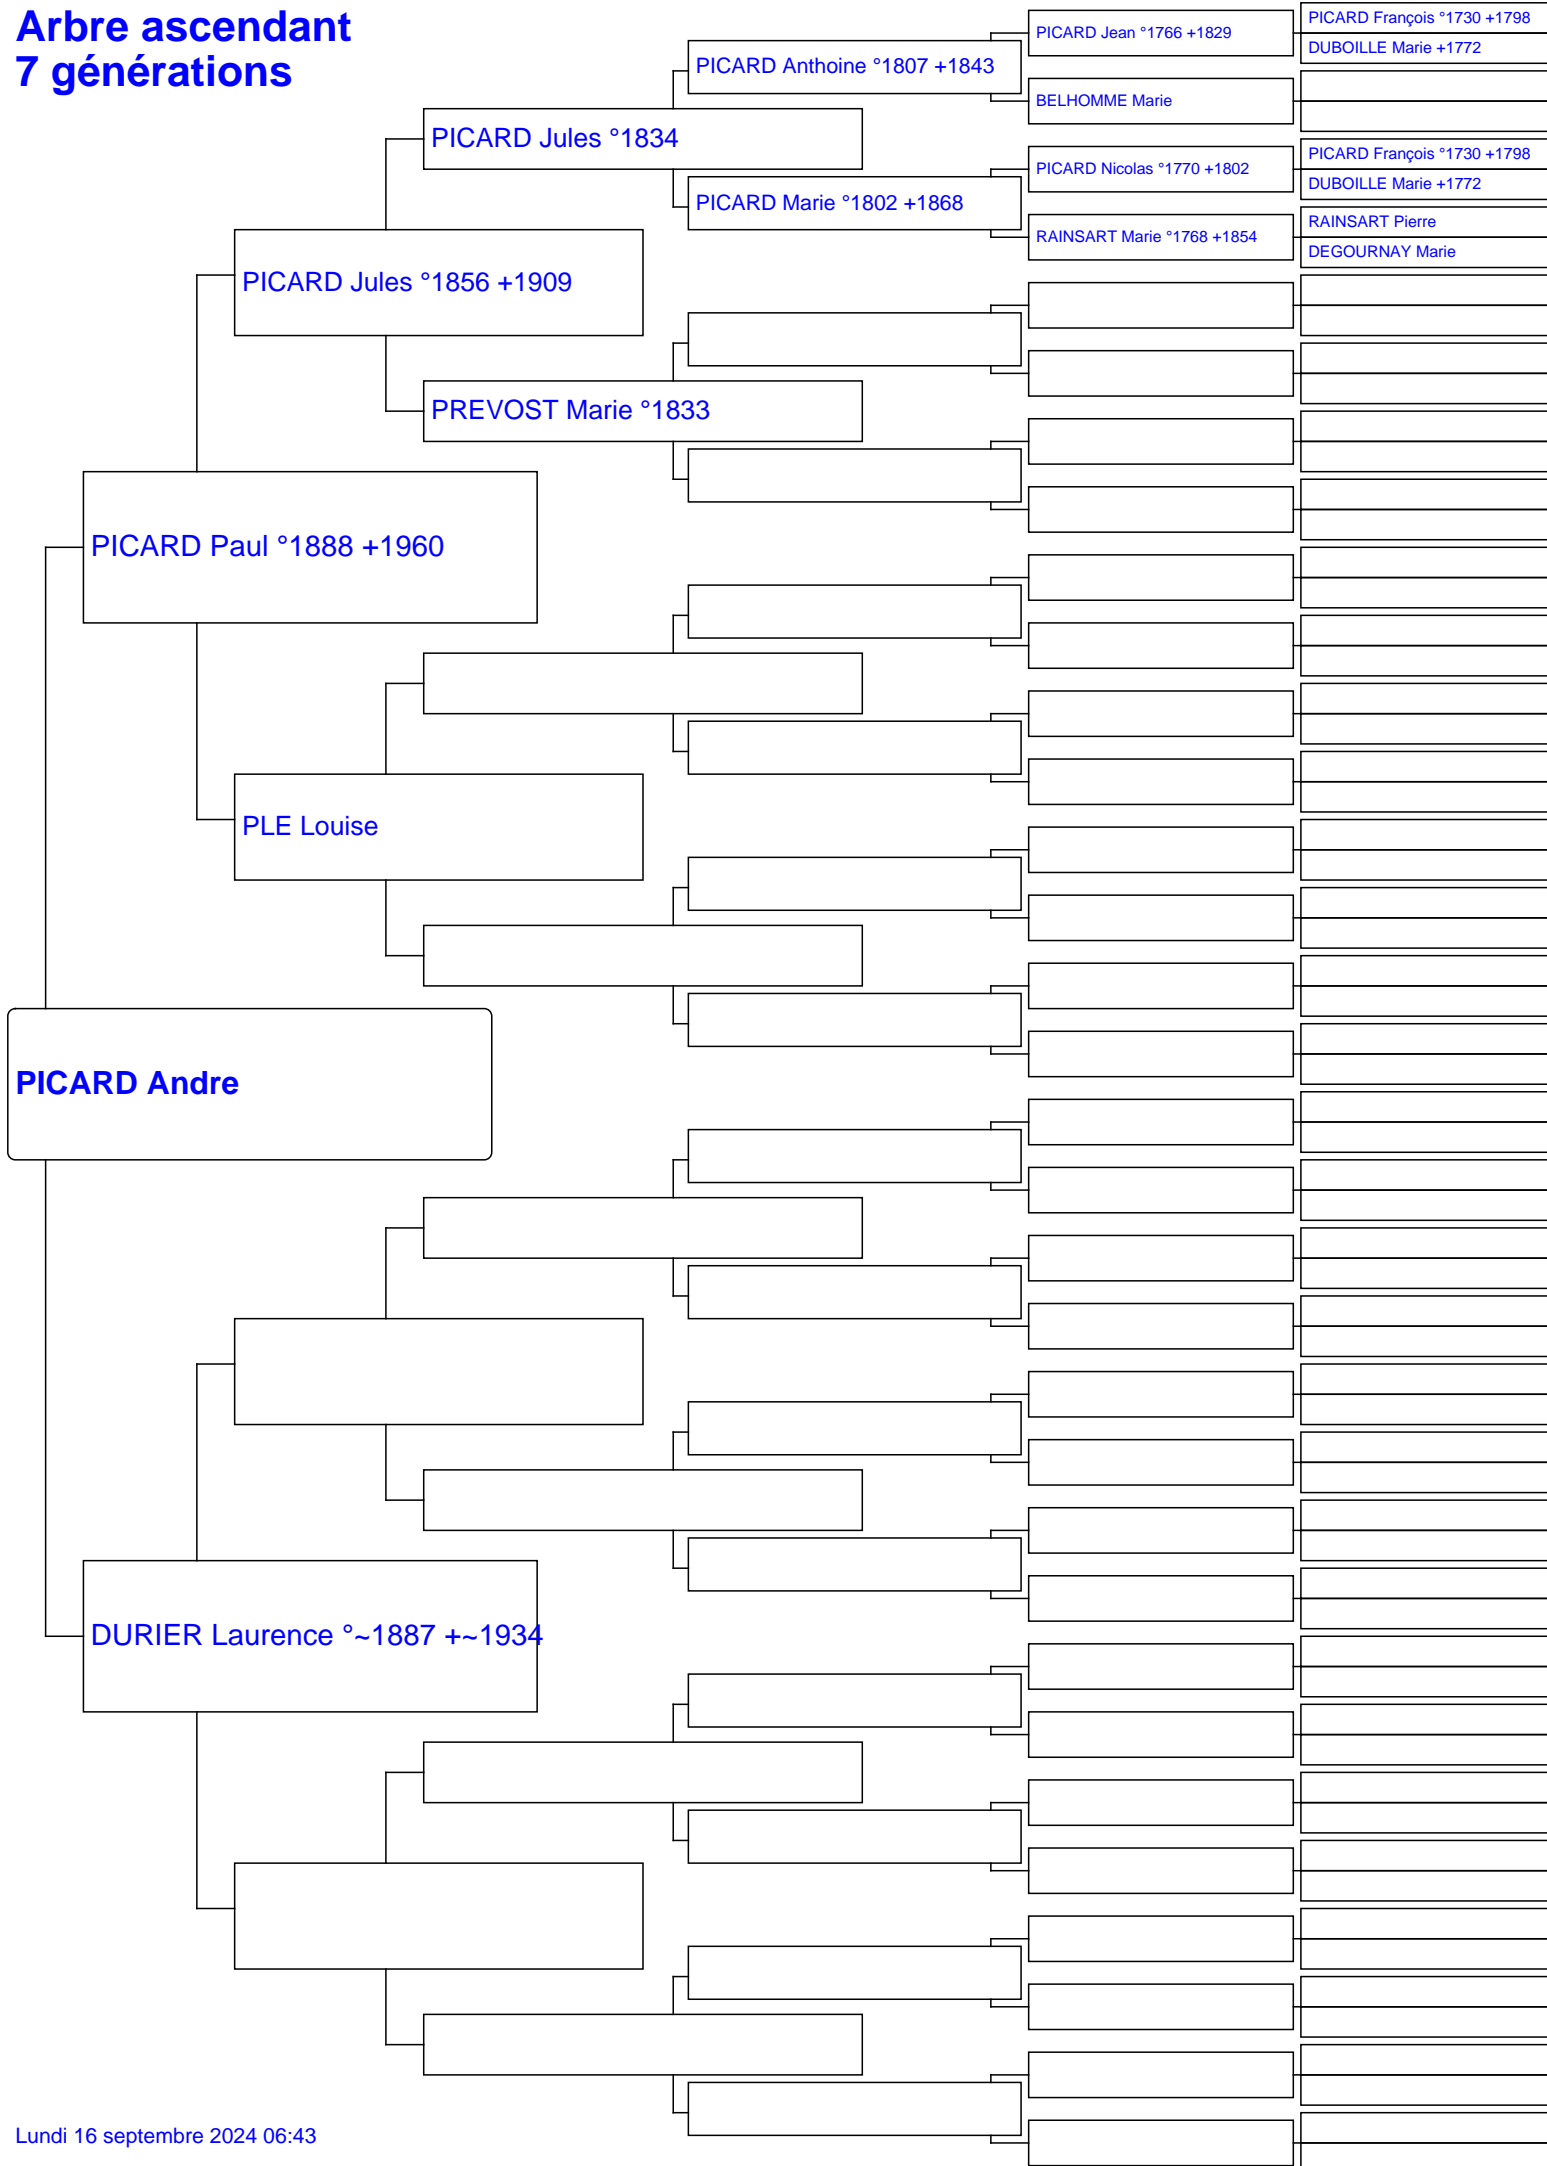 Arbre ascendant
7 générations
PICARD Andre
PICARD Paul °1888 +1960
DURIER Laurence °~1887 +~1934
PICARD Jules °1856 +1909
PLE Louise
PICARD Jules °1834
PREVOST Marie °1833
PICARD Anthoine °1807 +1843
PICARD Marie °1802 +1868
PICARD Jean °1766 +1829
BELHOMME Marie
PICARD Nicolas °1770 +1802
RAINSART Marie °1768 +1854
PICARD François °1730 +1798
DUBOILLE Marie +1772
PICARD François °1730 +1798
DUBOILLE Marie +1772
RAINSART Pierre
DEGOURNAY Marie
Lundi 16 septembre 2024 06:43